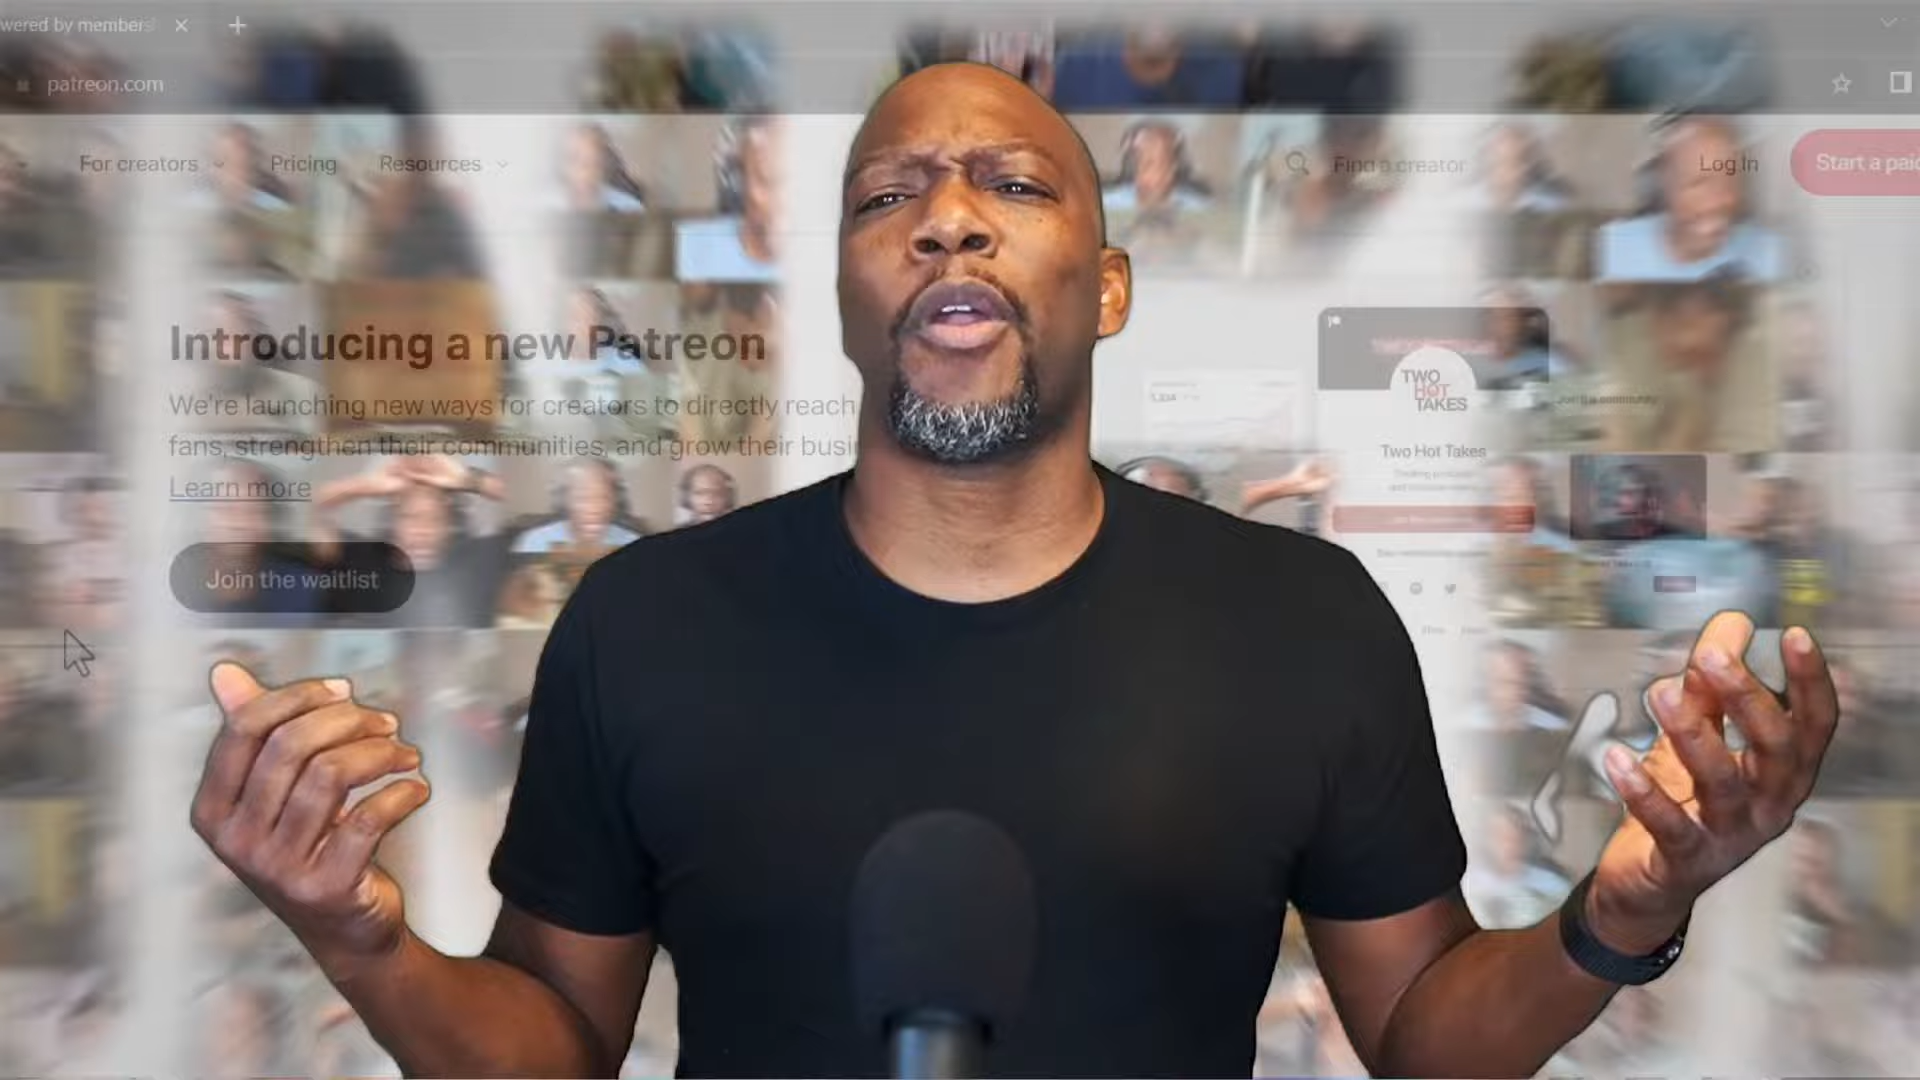 wered by members
patreon.com
For creators
Pricing
Resources
Find a creator
Log In
Start a paid
Introducing a new Patreon
We're launching new ways for creators to directly reach
fans, strengthen their communities, and grow their busi
Learn more
Join the waitlist
TWO
HOT
TAKES
Two Hot Takes